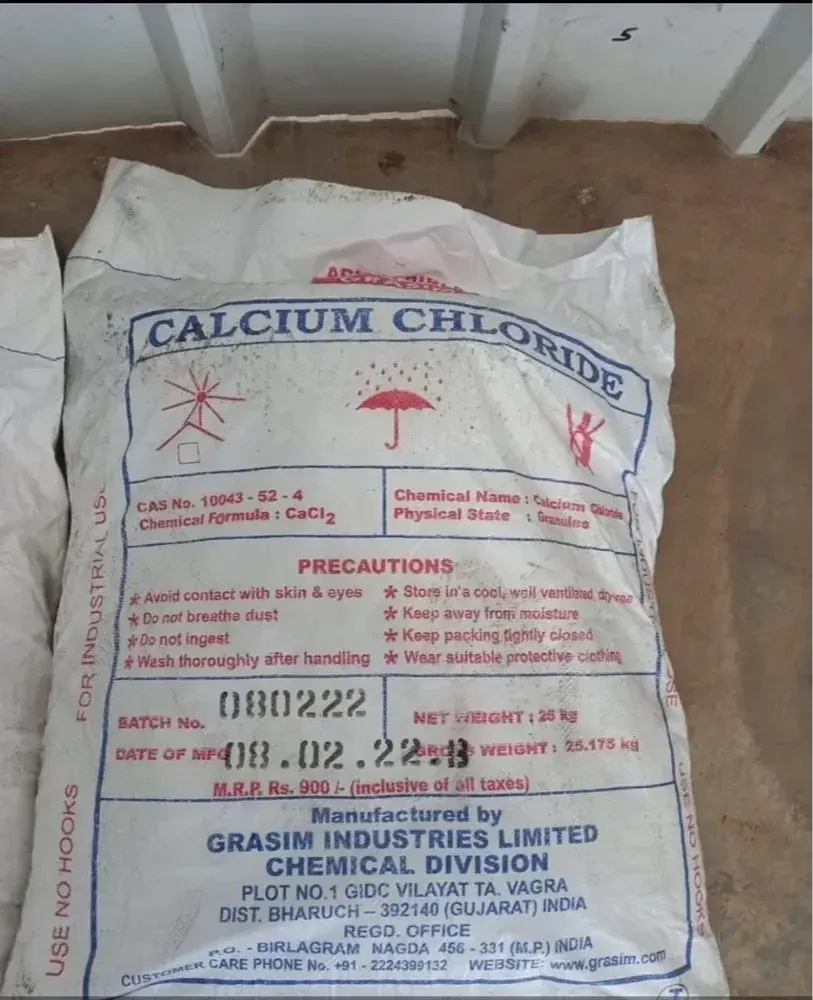 5
CALCIUM CHLORIDE
CAS No. 10043 - 52 - 4
Chemical Formula : CaCl2
Chemical Name : Calcium Chloride
Physical State : Granules
PRECAUTIONS
* Avoid contact with skin & eyes
* Do not breathe dust
* Do not ingest
* Wash thoroughly after handling
* Store in a cool, well ventilated, dry
* Keep away from moisture
* Keep packing tightly closed
* Wear suitable protective clothing
BATCH No. 080222
NET WEIGHT : 25 kg
DATE OF MFG 08.02.22.
WEIGHT : 25.175 kg
M.R.P. Rs. 900 /- (inclusive of all taxes)
Manufactured by
GRASIM INDUSTRIES LIMITED
CHEMICAL DIVISION
PLOT NO.1 GIDC VILAYAT TA. VAGRA
DIST. BHARUCH – 392140 (GUJARAT) INDIA
REGD. OFFICE
P.O. - BIRLAGRAM NAGDA 456 - 331 (M.P.) INDIA
CUSTOMER CARE PHONE No. +91 - 2224399132 WEBSITE: www.grasim.com
FOR INDUSTRIAL US
USE NO HOOKS
USE NO HOOKS